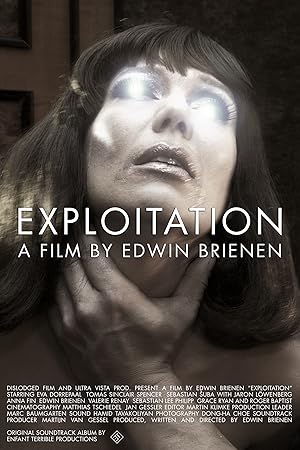 EXPLOITATION
A FILM BY EDWIN BRIENEN
DISLODGED FILM AND ULTRA VISTA PROD. PRESENT A FILM BY EDWIN BRIENEN "EXPLOITATION"
STARRING EVA DORREPAAL TOMAS SINCLAIR SPENCER SEBASTIAN SUBA WITH JARON LÖWENBERG
ANNA FIN EDWIN BRIENEN VALERIE RENAY SEBASTIAN LEE PHILIPP GRACE RYAN AND ROGER BAPTIST
CINEMATOGRAPHY MATTHIAS TSCHIEDEL JAN GESSLER EDITOR MARTIN KUMKE PRODUCTION LEADER
MARC BAUMGARTEN SOUND HAMID TAVAKOLIYAN PHOTOGRAPHY DONG-HA CHOE SOUNDTRACK
PRODUCER MARTIJN VAN GESSEL PRODUCED, WRITTEN AND DIRECTED BY EDWIN BRIENEN
ORIGINAL SOUNDTRACK ALBUM BY
ENFANT TERRIBLE PRODUCTIONS